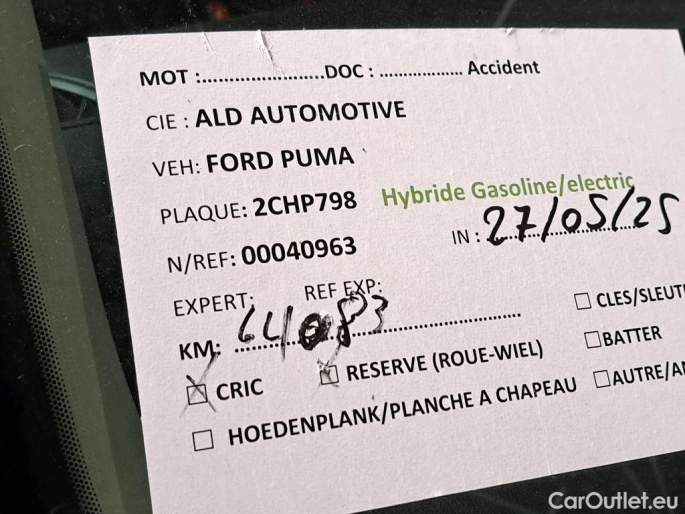 MOT :........................DOC : .................. Accident
CIE : ALD AUTOMOTIVE
VEH: FORD PUMA
PLAQUE: 2CHP798 Hybride Gasoline/electric
N/REF: 00040963 IN : 27/05/25
EXPERT: REF EXP:
KM: 64083
☐ CLES/SLEUT
☒ CRIC ☒ RESERVE (ROUE-WIEL) ☐ BATTER
☐ HOEDENPLANK/PLANCHE A CHAPEAU ☐ AUTRE/A
CarOutlet.eu